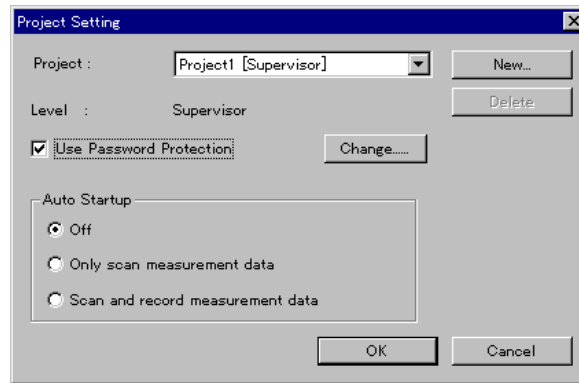 Project Setting
Project : Project1 [Supervisor] New...
Level : Supervisor Delete
Use Password Protection Change.....
Auto Startup
Off
Only scan measurement data
Scan and record measurement data
OK Cancel